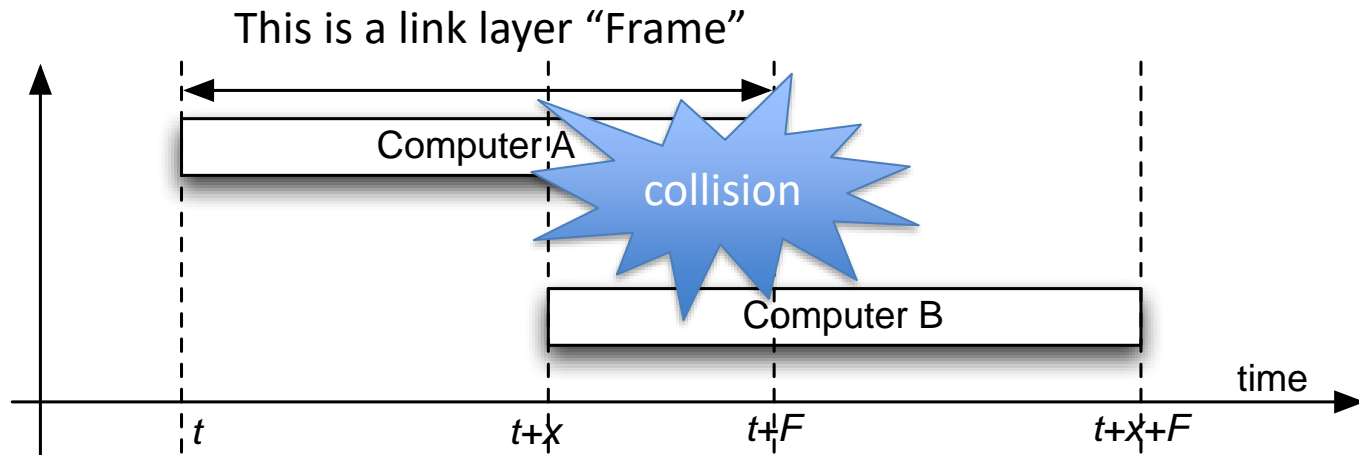 This is a link layer “Frame”
Computer A
collision
Computer B
time
t
t+x
t+F
t+x+F